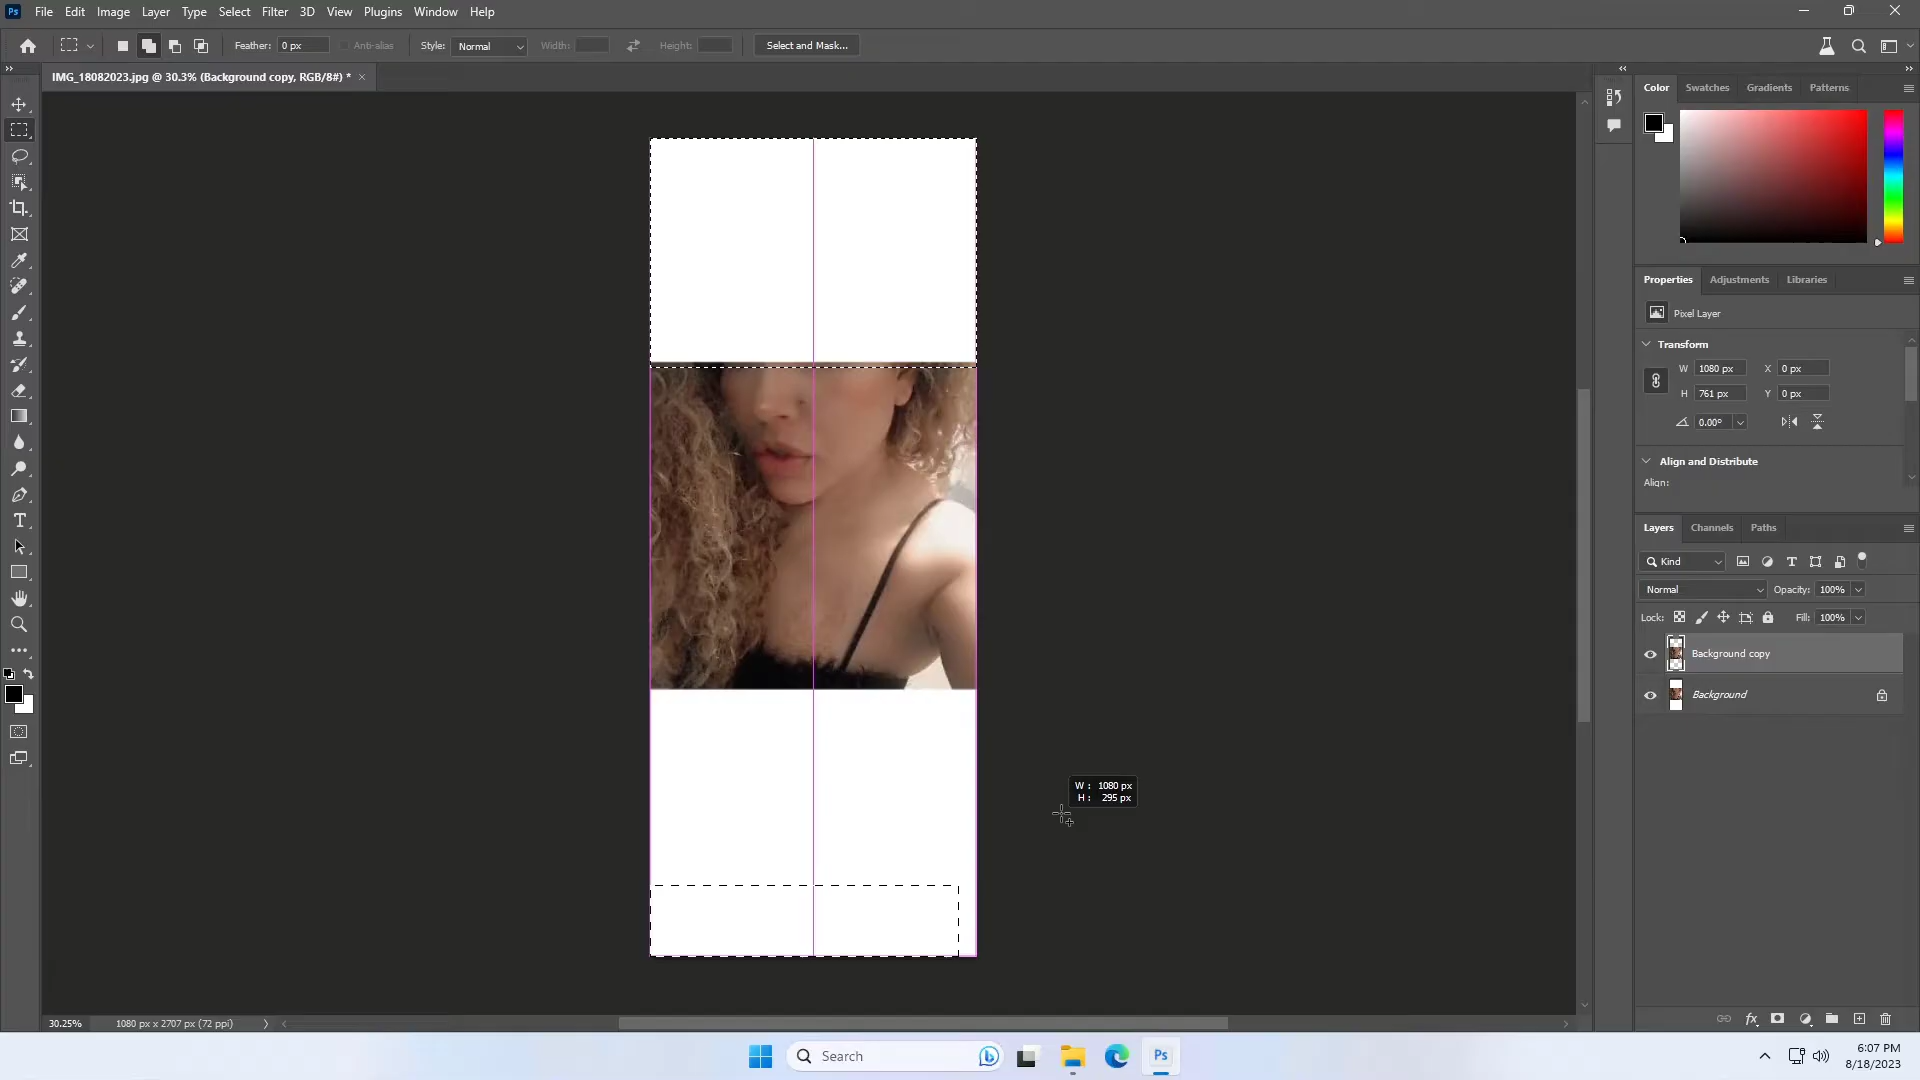 Ps File Edit Image Layer Type Select Filter 3D View Plugins Window Help
Feather: 0 px Anti-alias Style: Normal Width: Height: Select and Mask...
IMG_18082023.jpg @ 30.3% (Background copy, RGB/8#) * ×
Color Swatches Gradients Patterns
Properties Adjustments Libraries
Pixel Layer
Transform
W 1080 px X 0 px
H 761 px Y 0 px
0.00°
Align and Distribute
Align:
Layers Channels Paths
Kind
Normal Opacity: 100%
Lock: Fill: 100%
Background copy
Background
W : 1080 px
H : 295 px
30.25% 1080 px x 2707 px (72 ppi)
Search
Ps
6:07 PM
8/18/2023